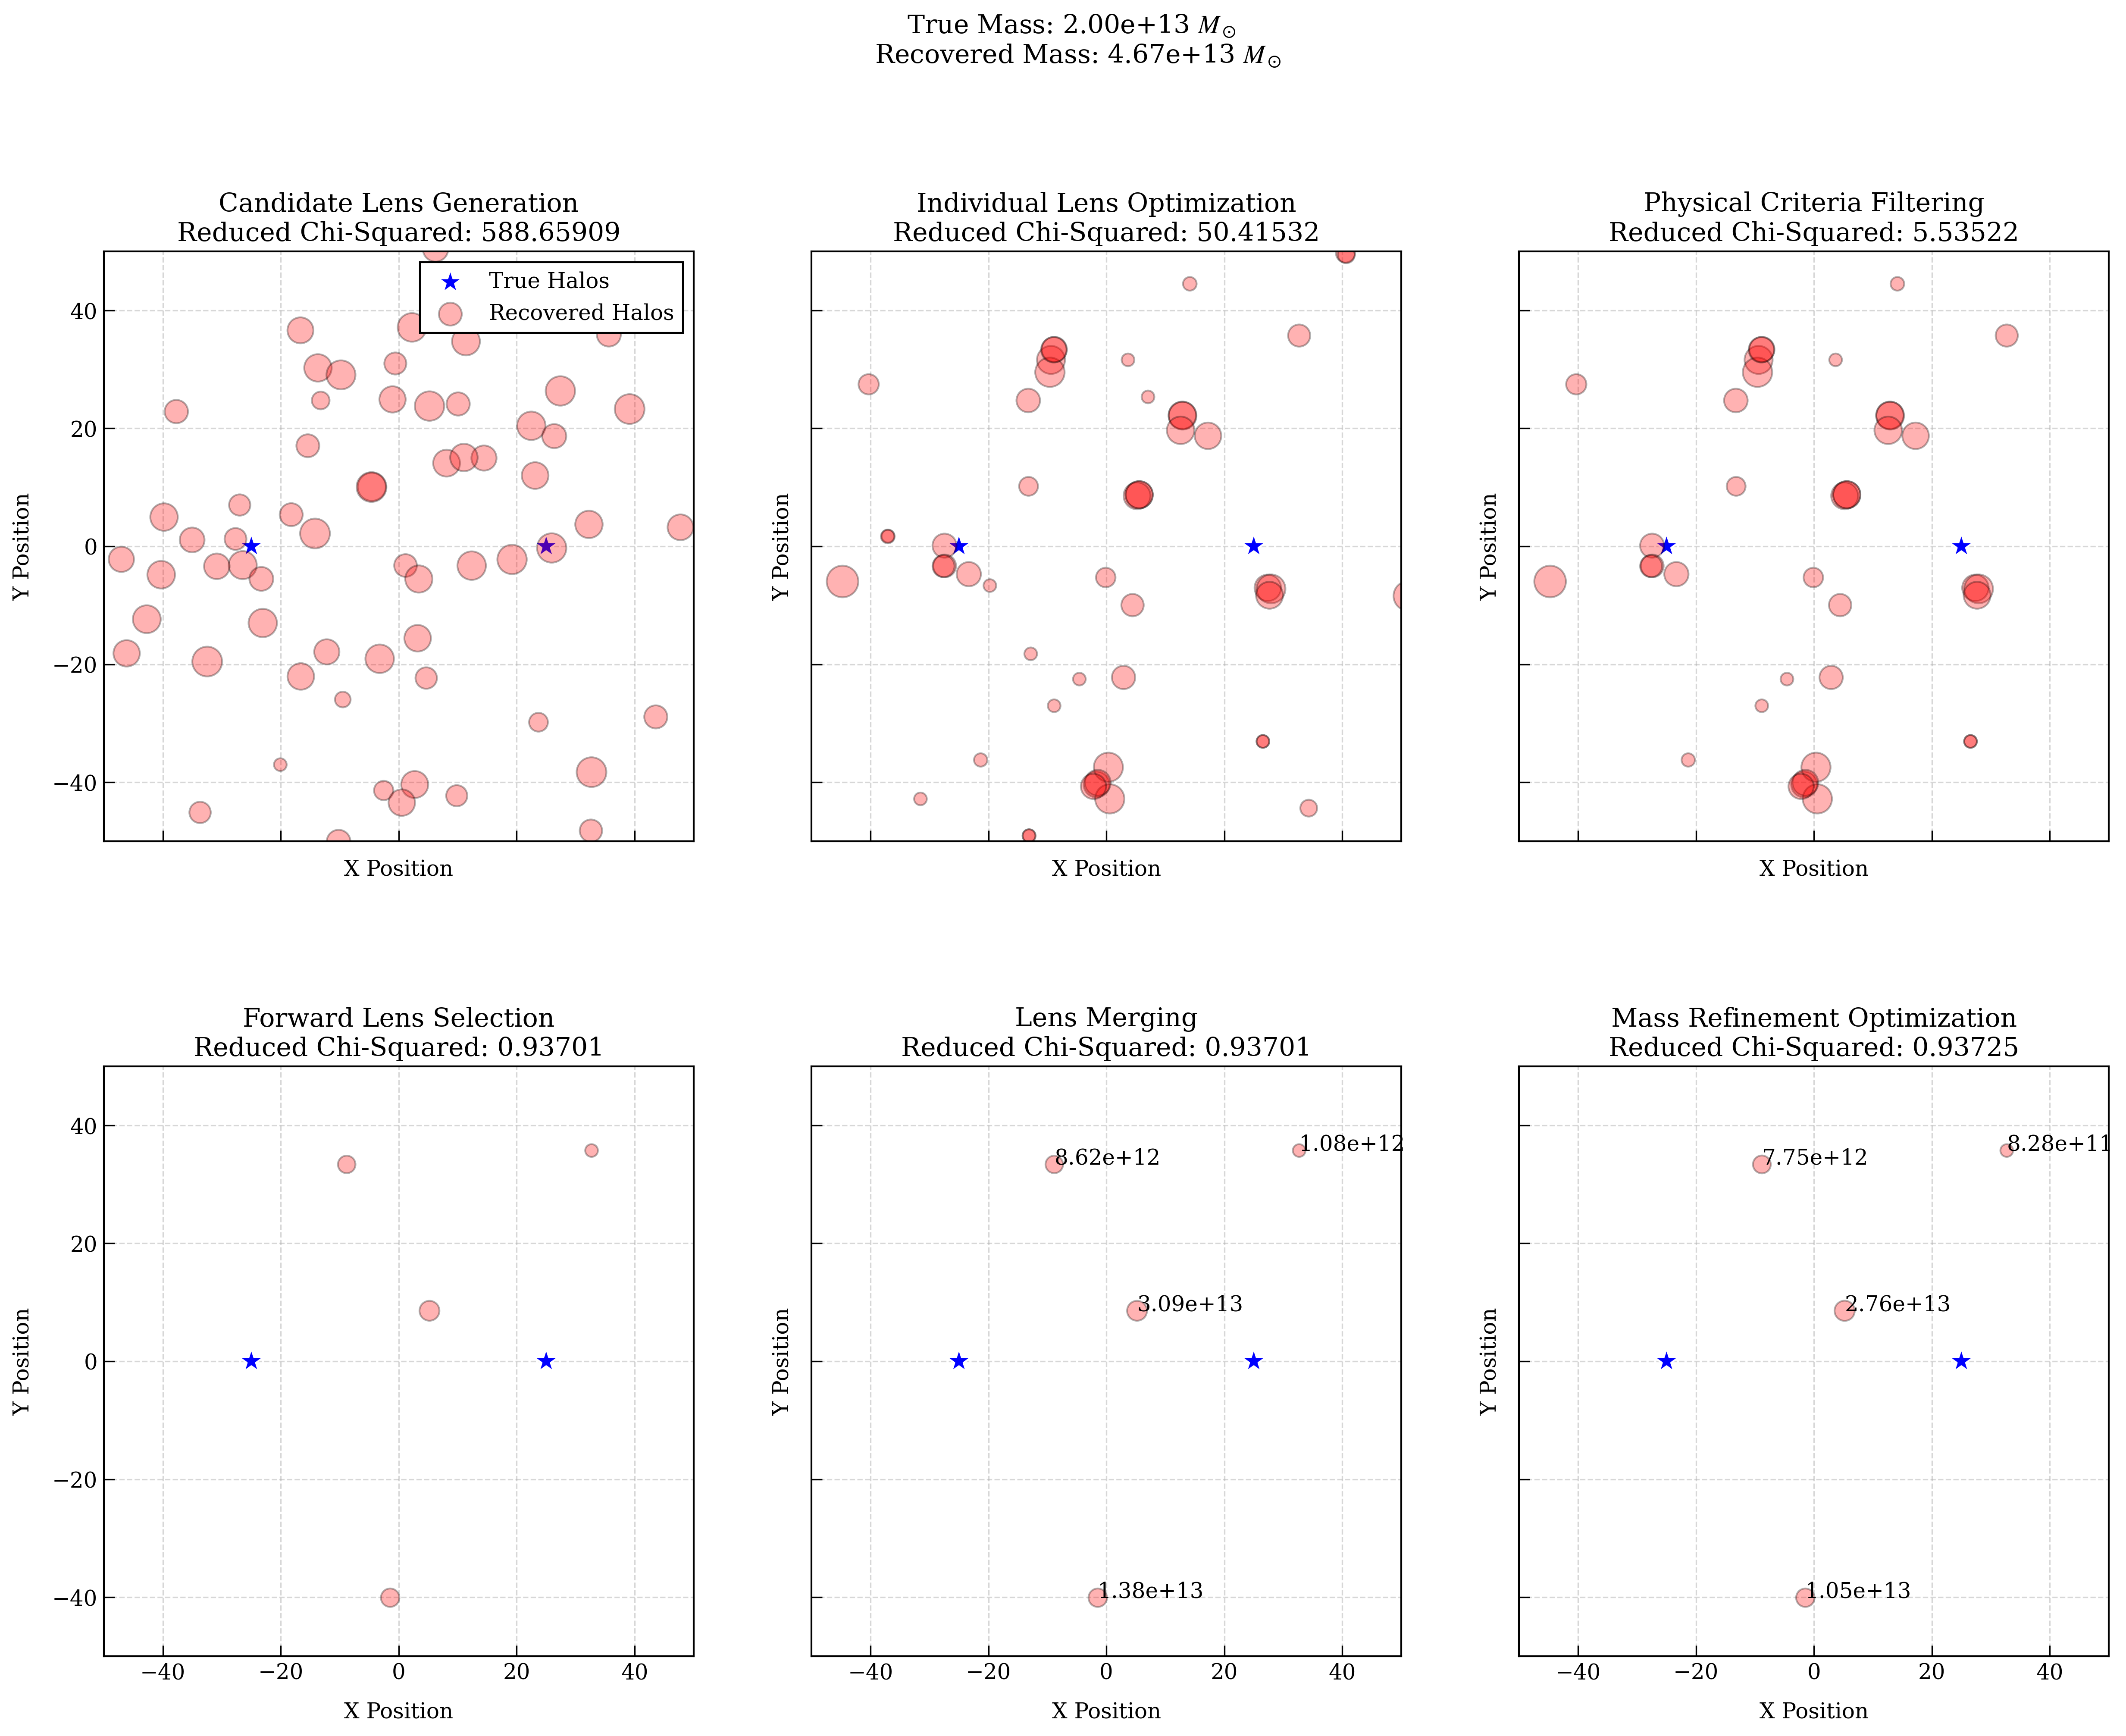 True Mass: 2.00e+13 M⊙
Recovered Mass: 4.67e+13 M⊙
Candidate Lens Generation
Reduced Chi-Squared: 588.65909
Individual Lens Optimization
Reduced Chi-Squared: 50.41532
Physical Criteria Filtering
Reduced Chi-Squared: 5.53522
True Halos
Recovered Halos
40
20
0
−20
−40
Y Position
Y Position
Y Position
X Position
X Position
X Position
Forward Lens Selection
Reduced Chi-Squared: 0.93701
Lens Merging
Reduced Chi-Squared: 0.93701
Mass Refinement Optimization
Reduced Chi-Squared: 0.93725
40
20
0
−20
−40
Y Position
Y Position
Y Position
8.62e+12
1.08e+12
3.09e+13
1.38e+13
7.75e+12
8.28e+11
2.76e+13
1.05e+13
−40 −20 0 20 40
−40 −20 0 20 40
−40 −20 0 20 40
X Position
X Position
X Position